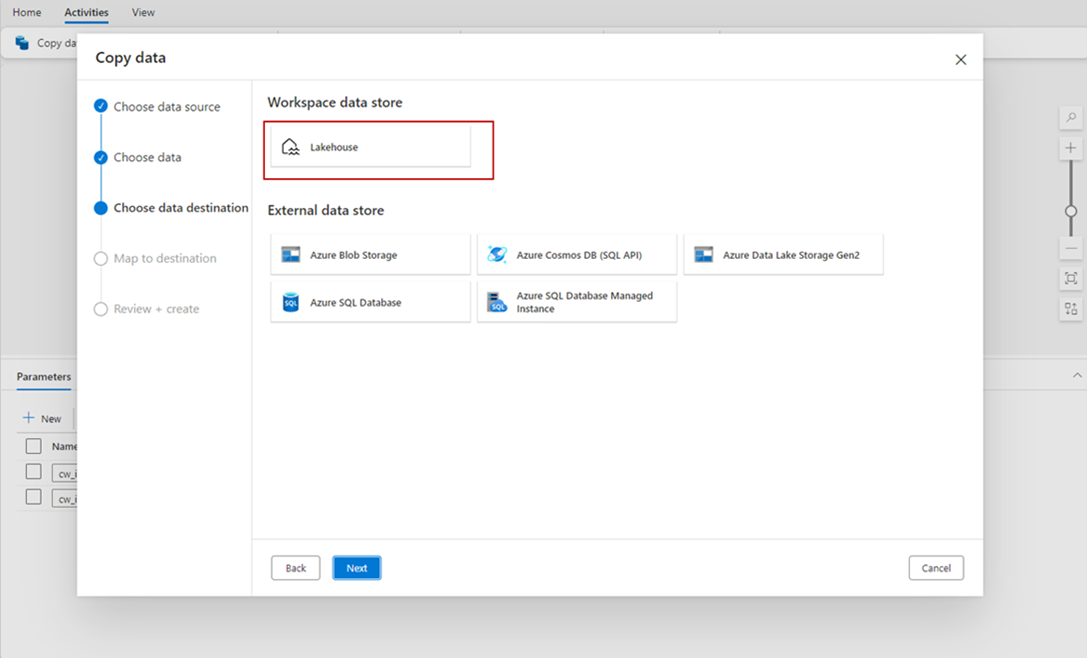 Home Activities View
Copy da
Copy data
Choose data source
Choose data
Choose data destination
Map to destination
Review + create
Workspace data store
Lakehouse
External data store
Azure Blob Storage
Azure Cosmos DB (SQL API)
Azure Data Lake Storage Gen2
SQL
Azure SQL Database
SQL
Azure SQL Database Managed
Instance
Back
Next
Cancel
Parameters
New
Name
cw_i
cw_i